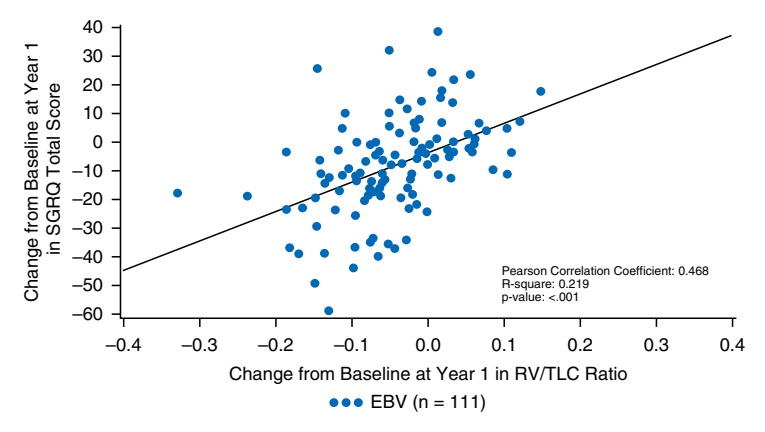 Change from Baseline at Year 1
in SGRQ Total Score
40
30
20
10
0
–10
–20
–30
–40
–50
–60
Pearson Correlation Coefficient: 0.468
R-square: 0.219
p-value: <.001
–0.4 –0.3 –0.2 –0.1 0.0 0.1 0.2 0.3 0.4
Change from Baseline at Year 1 in RV/TLC Ratio
EBV (n = 111)